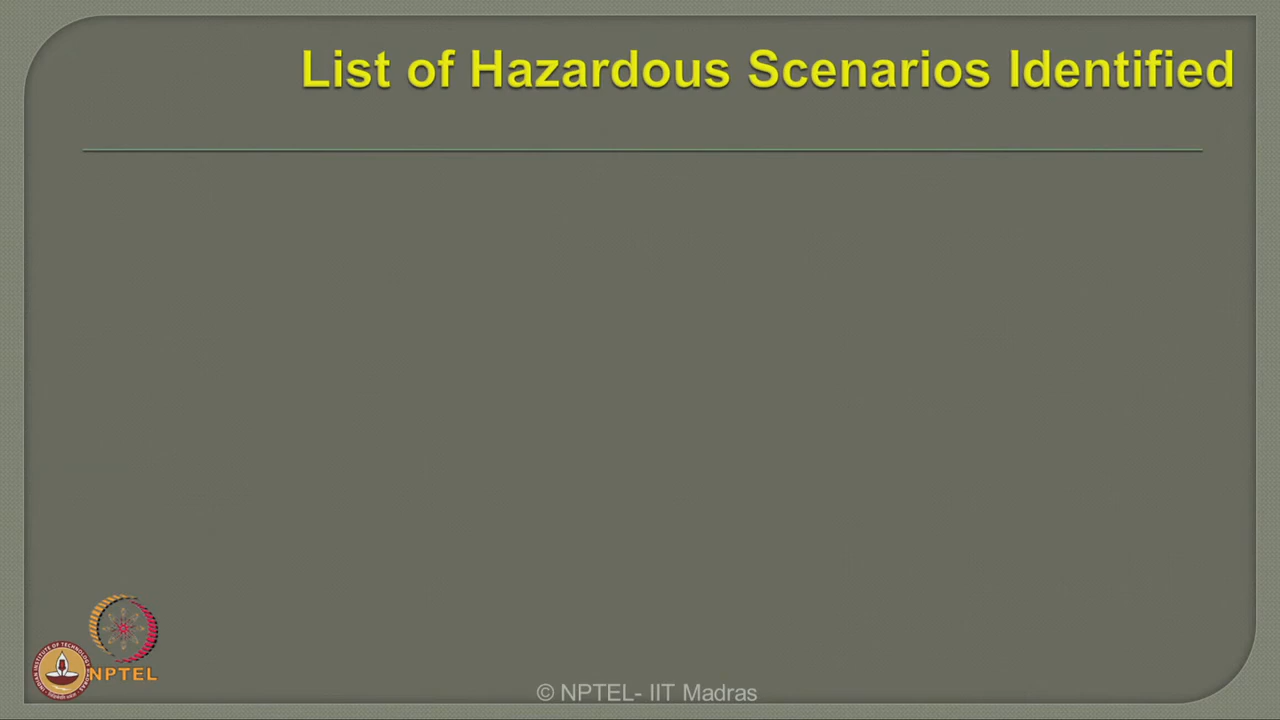 List of Hazardous Scenarios Identified
NPTEL
© NPTEL- IIT Madras